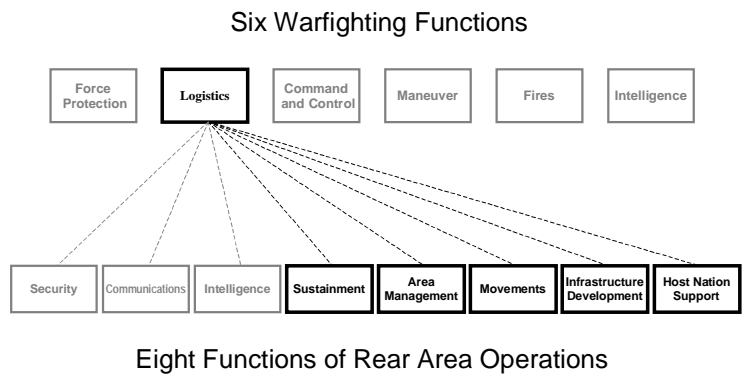 Six Warfighting Functions
Force
Protection
Logistics
Command
and Control
Maneuver
Fires
Intelligence
Security
Communications
Intelligence
Sustainment
Area
Management
Movements
Infrastructure
Development
Host Nation
Support
Eight Functions of Rear Area Operations